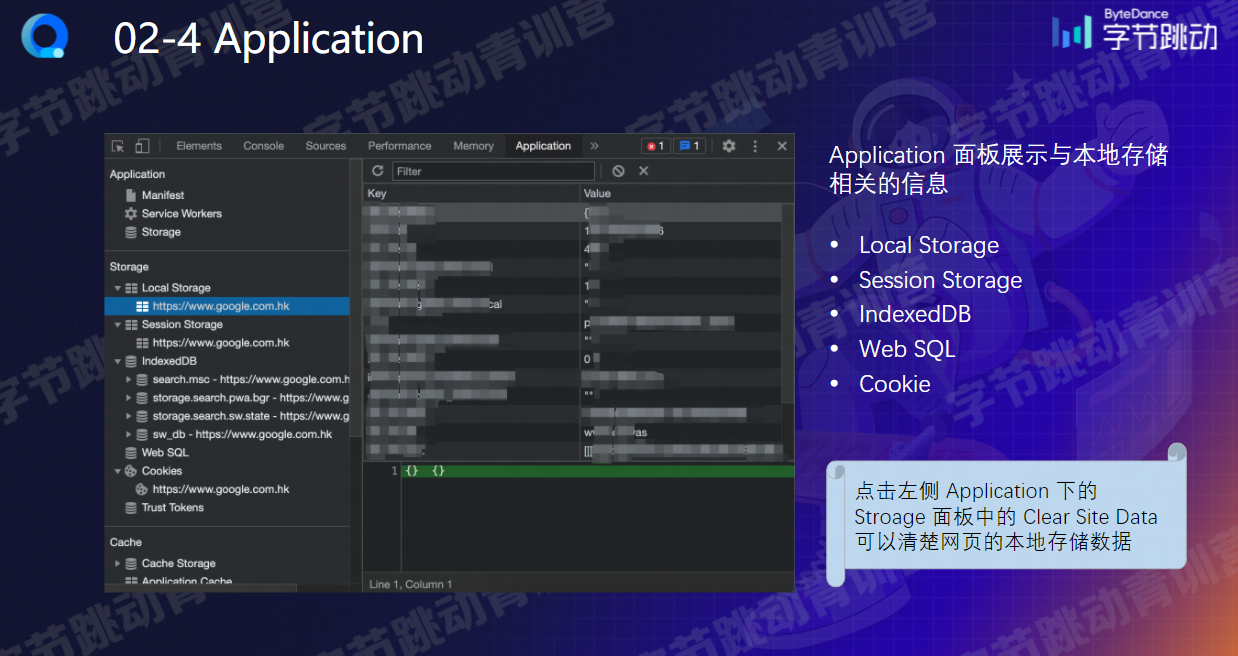 02-4 Application
ByteDance
字节跳动
Elements Console Sources Performance Memory Application » 1 1
Application
Manifest
Service Workers
Storage
Storage
Local Storage
https://www.google.com.hk
Session Storage
https://www.google.com.hk
IndexedDB
search.msc - https://www.google.com.h
storage.search.pwa.bgr - https://www.g
storage.search.sw.state - https://www.g
sw_db - https://www.google.com.hk
Web SQL
Cookies
https://www.google.com.hk
Trust Tokens
Cache
Cache Storage
Application Cache
Filter
Key Value
1 {} {}
Line 1, Column 1
Application 面板展示与本地存储
相关的信息
• Local Storage
• Session Storage
• IndexedDB
• Web SQL
• Cookie
点击左侧 Application 下的
Stroage 面板中的 Clear Site Data
可以清楚网页的本地存储数据
字节跳动青训营